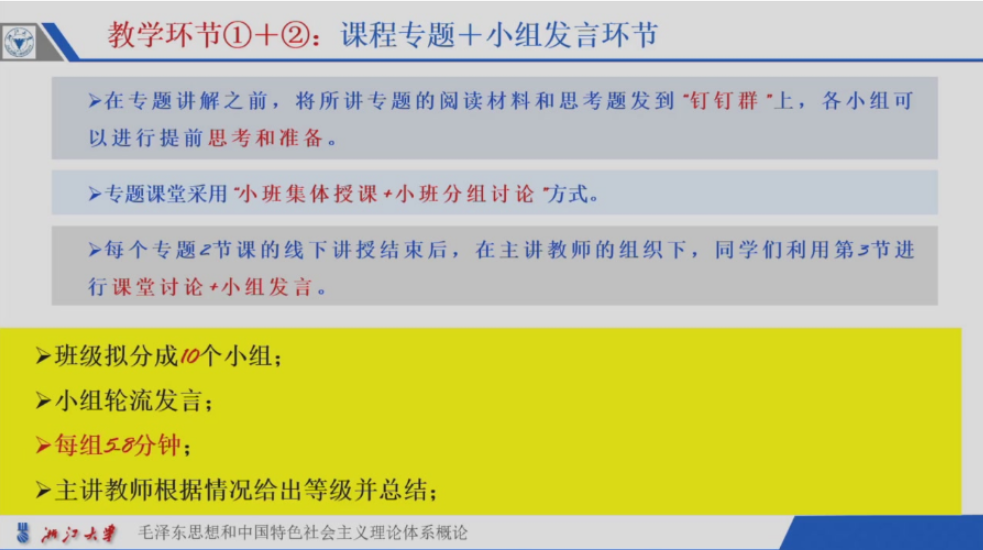 教学环节①+②：课程专题+小组发言环节
➢在专题讲解之前，将所讲专题的阅读材料和思考题发到“钉钉群”上，各小组可
以进行提前思考和准备。
➢专题课堂采用“小班集体授课+小班分组讨论”方式。
➢每个专题2节课的线下讲授结束后，在主讲教师的组织下，同学们利用第3节进
行课堂讨论+小组发言。
➢班级拟分成10个小组；
➢小组轮流发言；
➢每组5-8分钟；
➢主讲教师根据情况给出等级并总结；
浙江大学 毛泽东思想和中国特色社会主义理论体系概论